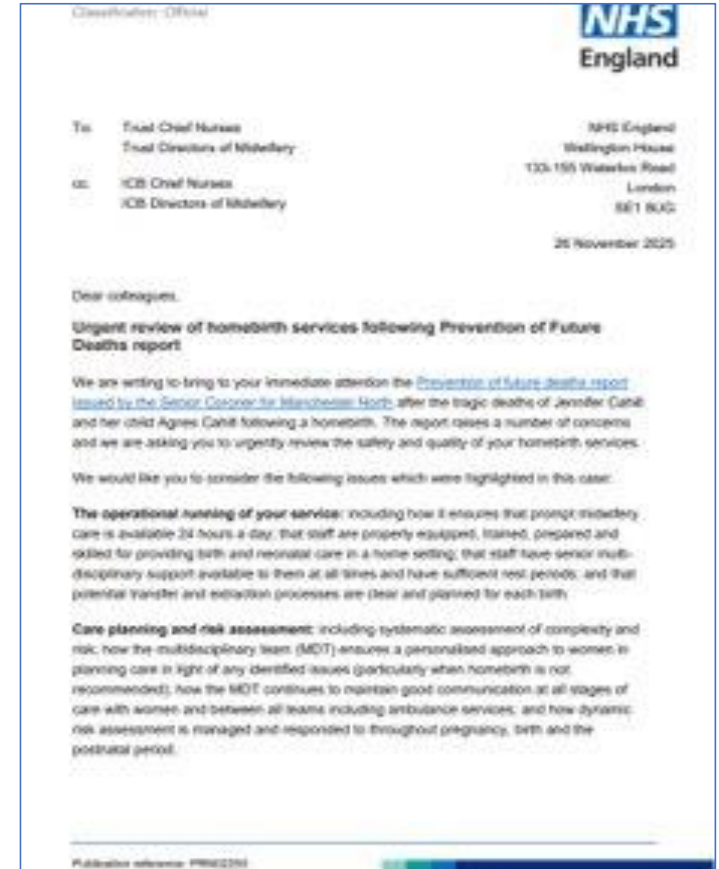 Classification: Official
NHS
England
To: Trust Chief Nurses
Trust Directors of Midwifery
cc: ICB Chief Nurses
ICB Directors of Midwifery
NHS England
Wellington House
133-155 Waterloo Road
London
SE1 8UG
26 November 2025
Dear colleagues,
Urgent review of homebirth services following Prevention of Future
Deaths report
We are writing to bring to your immediate attention the Prevention of future deaths report
issued by the Senior Coroner for Manchester North after the tragic deaths of Jennifer Cahill
and her child Agnes Cahill following a homebirth. The report raises a number of concerns
and we are asking you to urgently review the safety and quality of your homebirth services.
We would like you to consider the following issues which were highlighted in this case:
The operational running of your service: including how it ensures that prompt midwifery
care is available 24 hours a day; that staff are properly equipped, trained, prepared and
skilled for providing birth and neonatal care in a home setting; that staff have senior multi-
disciplinary support available to them at all times and have sufficient rest periods; and that
potential transfer and extraction processes are clear and planned for each birth.
Care planning and risk assessment: including systematic assessment of complexity and
risk; how the multidisciplinary team (MDT) ensures a personalised approach to women in
planning care in light of any identified issues (particularly when homebirth is not
recommended); how the MDT continues to maintain good communication at all stages of
care with women and between all teams including ambulance services; and how dynamic
risk assessment is managed and responded to throughout pregnancy, birth and the
postnatal period.
Publication reference: